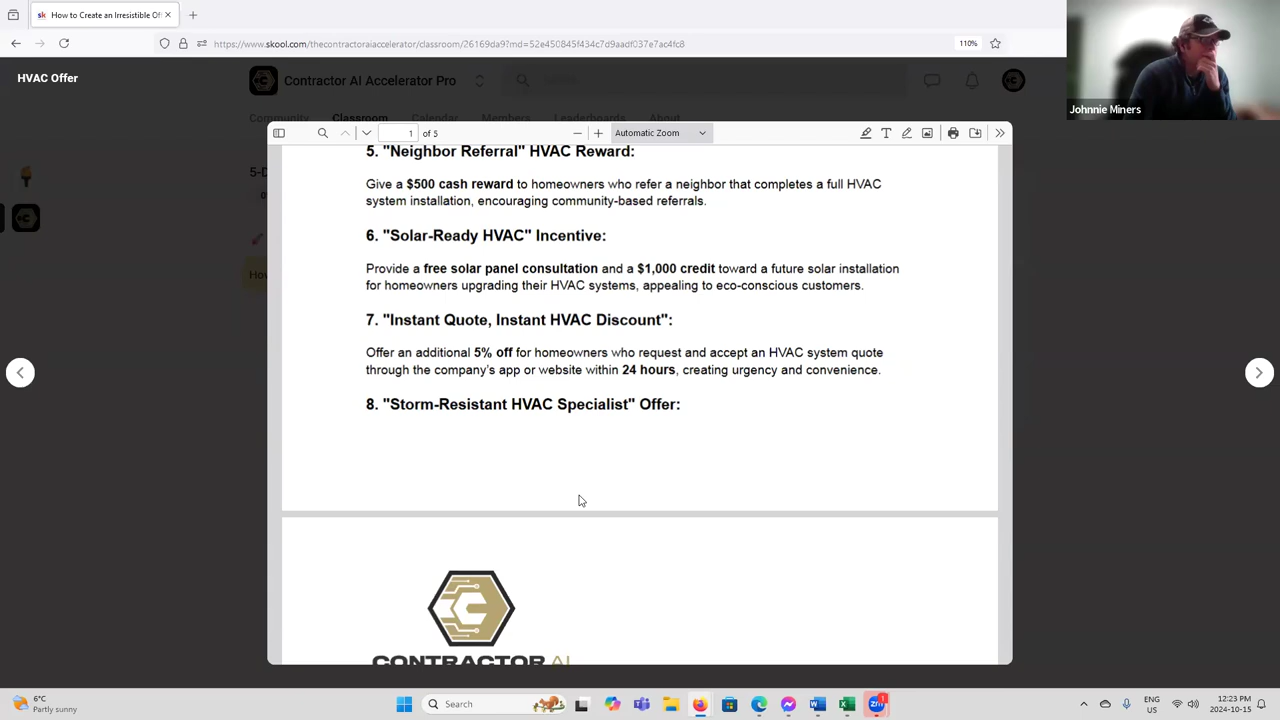 How to Create an Irresistible Of
https://www.skool.com/thecontractoraiaccelerator/classroom/26169da9?md=52e450845f434c7d9aadf037e7ac4fc8
110%
HVAC Offer
Contractor AI Accelerator Pro
Community Classroom Calendar Members Leaderboards About
Johnnie Miners
1 of 5
Automatic Zoom
5-D
How
5. "Neighbor Referral" HVAC Reward:
Give a $500 cash reward to homeowners who refer a neighbor that completes a full HVAC
system installation, encouraging community-based referrals.
6. "Solar-Ready HVAC" Incentive:
Provide a free solar panel consultation and a $1,000 credit toward a future solar installation
for homeowners upgrading their HVAC systems, appealing to eco-conscious customers.
7. "Instant Quote, Instant HVAC Discount":
Offer an additional 5% off for homeowners who request and accept an HVAC system quote
through the company's app or website within 24 hours, creating urgency and convenience.
8. "Storm-Resistant HVAC Specialist" Offer:
CONTRACTOR AI
6°C
Partly sunny
Search
ENG
US
12:23 PM
2024-10-15